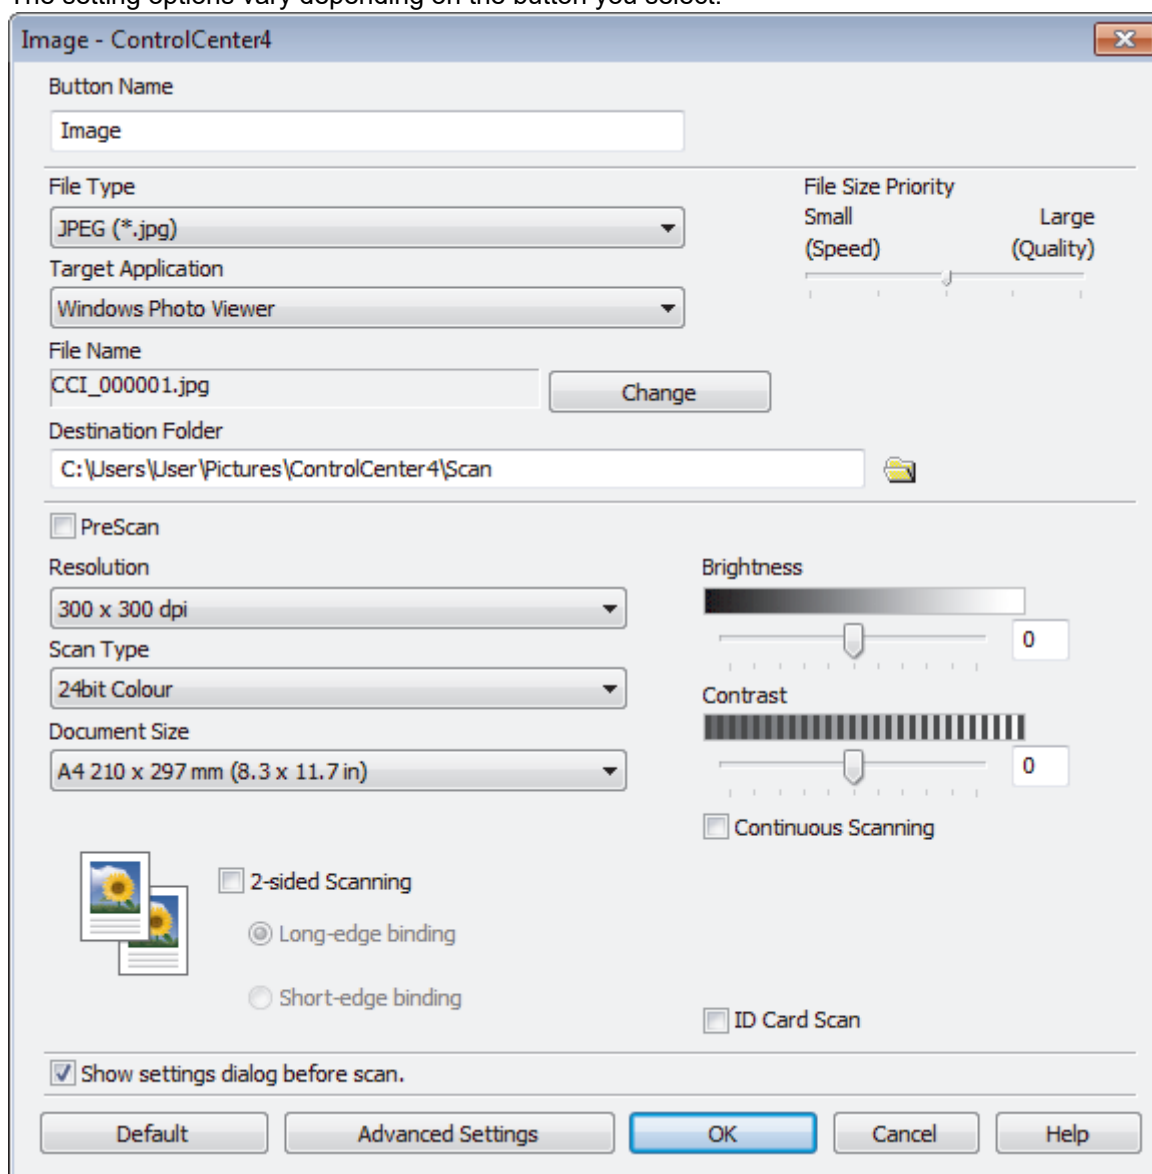 The setting options vary depending on the button you select.
Image - ControlCenter4
Button Name
Image
File Type
JPEG (*.jpg)
File Size Priority
Small Large
(Speed) (Quality)
Target Application
Windows Photo Viewer
File Name
CCI_000001.jpg
Change
Destination Folder
C:\Users\User\Pictures\ControlCenter4\Scan
PreScan
Resolution
300 x 300 dpi
Scan Type
24bit Colour
Document Size
A4 210 x 297 mm (8.3 x 11.7 in)
Brightness
0
Contrast
0
Continuous Scanning
2-sided Scanning
Long-edge binding
Short-edge binding
ID Card Scan
Show settings dialog before scan.
Default Advanced Settings OK Cancel Help